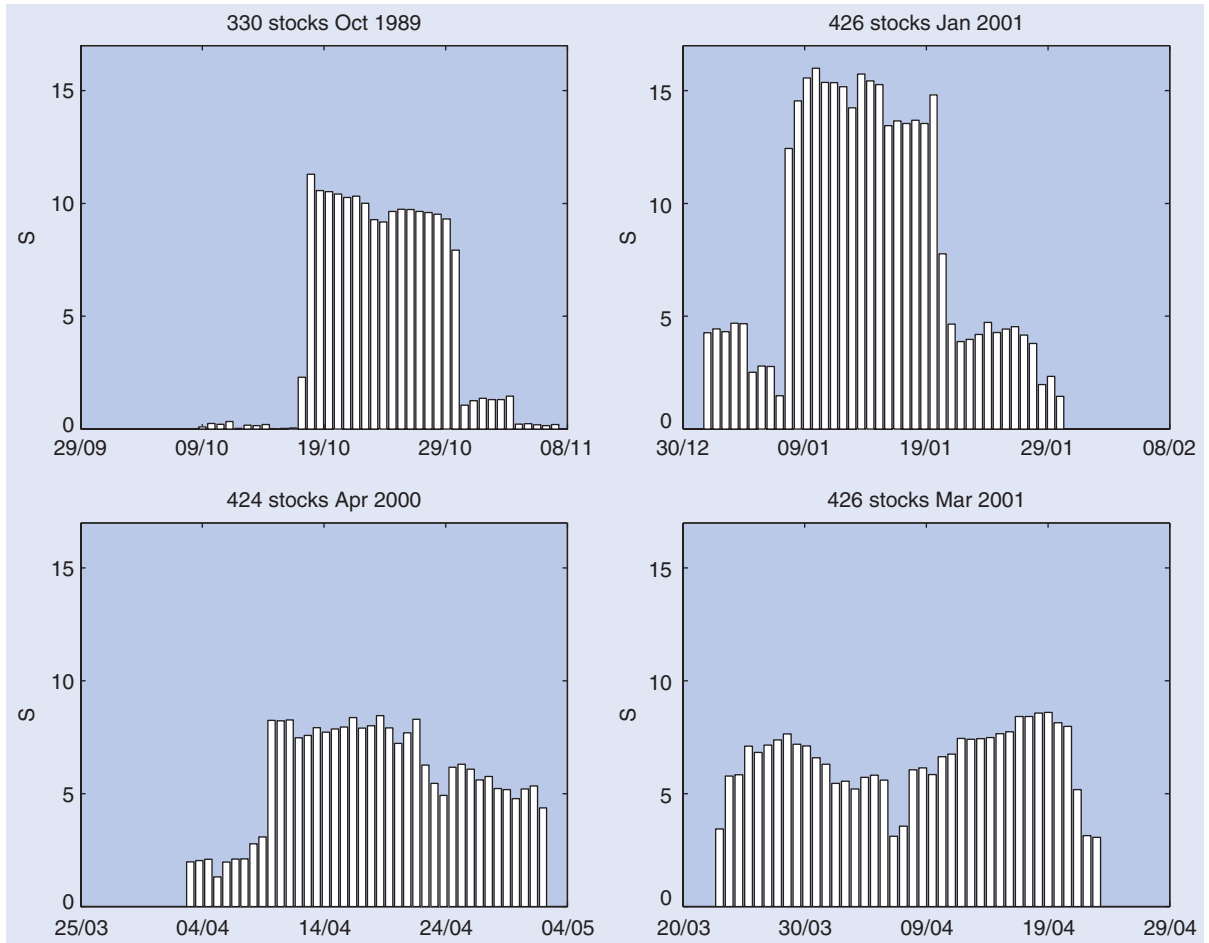 330 stocks Oct 1989
15
10
5
0
S
29/09 09/10 19/10 29/10 08/11
426 stocks Jan 2001
15
10
5
0
S
30/12 09/01 19/01 29/01 08/02
424 stocks Apr 2000
15
10
5
0
S
25/03 04/04 14/04 24/04 04/05
426 stocks Mar 2001
15
10
5
0
S
20/03 30/03 09/04 19/04 29/04